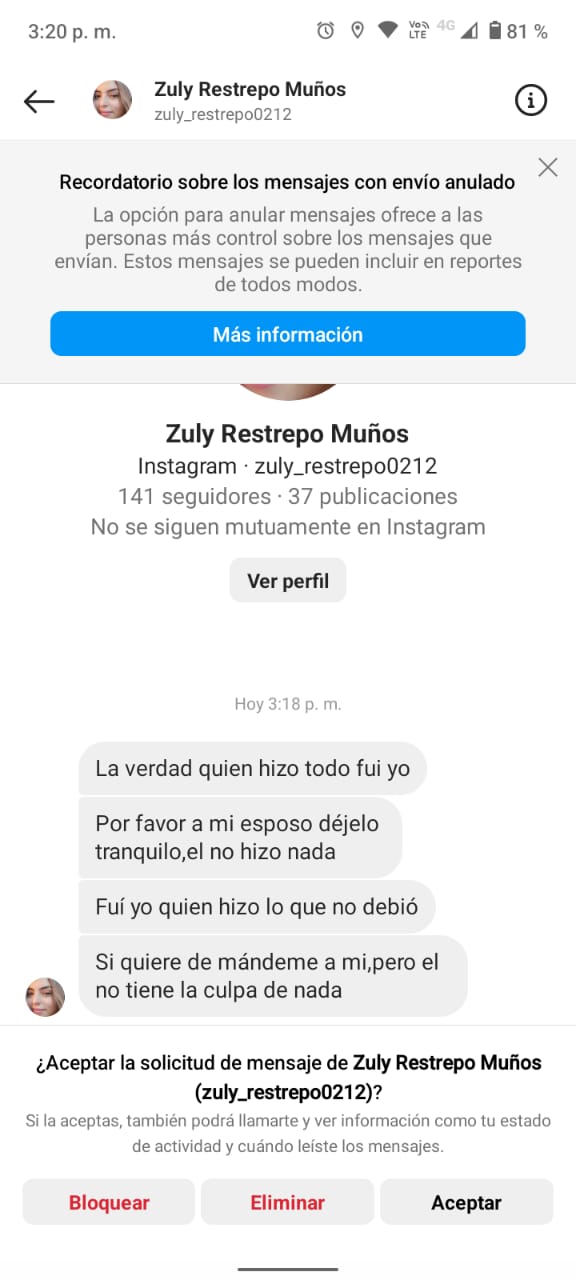 3:20 p. m.
Vo))
LTE
4G
81 %
Zuly Restrepo Muños
zuly_restrepo0212
Recordatorio sobre los mensajes con envío anulado
La opción para anular mensajes ofrece a las
personas más control sobre los mensajes que
envían. Estos mensajes se pueden incluir en reportes
de todos modos.
Más información
Zuly Restrepo Muños
Instagram · zuly_restrepo0212
141 seguidores · 37 publicaciones
No se siguen mutuamente en Instagram
Ver perfil
Hoy 3:18 p. m.
La verdad quien hizo todo fui yo
Por favor a mi esposo déjelo
tranquilo,el no hizo nada
Fuí yo quien hizo lo que no debió
Si quiere de mándeme a mi,pero el
no tiene la culpa de nada
¿Aceptar la solicitud de mensaje de Zuly Restrepo Muños
(zuly_restrepo0212)?
Si la aceptas, también podrá llamarte y ver información como tu estado
de actividad y cuándo leíste los mensajes.
Bloquear
Eliminar
Aceptar